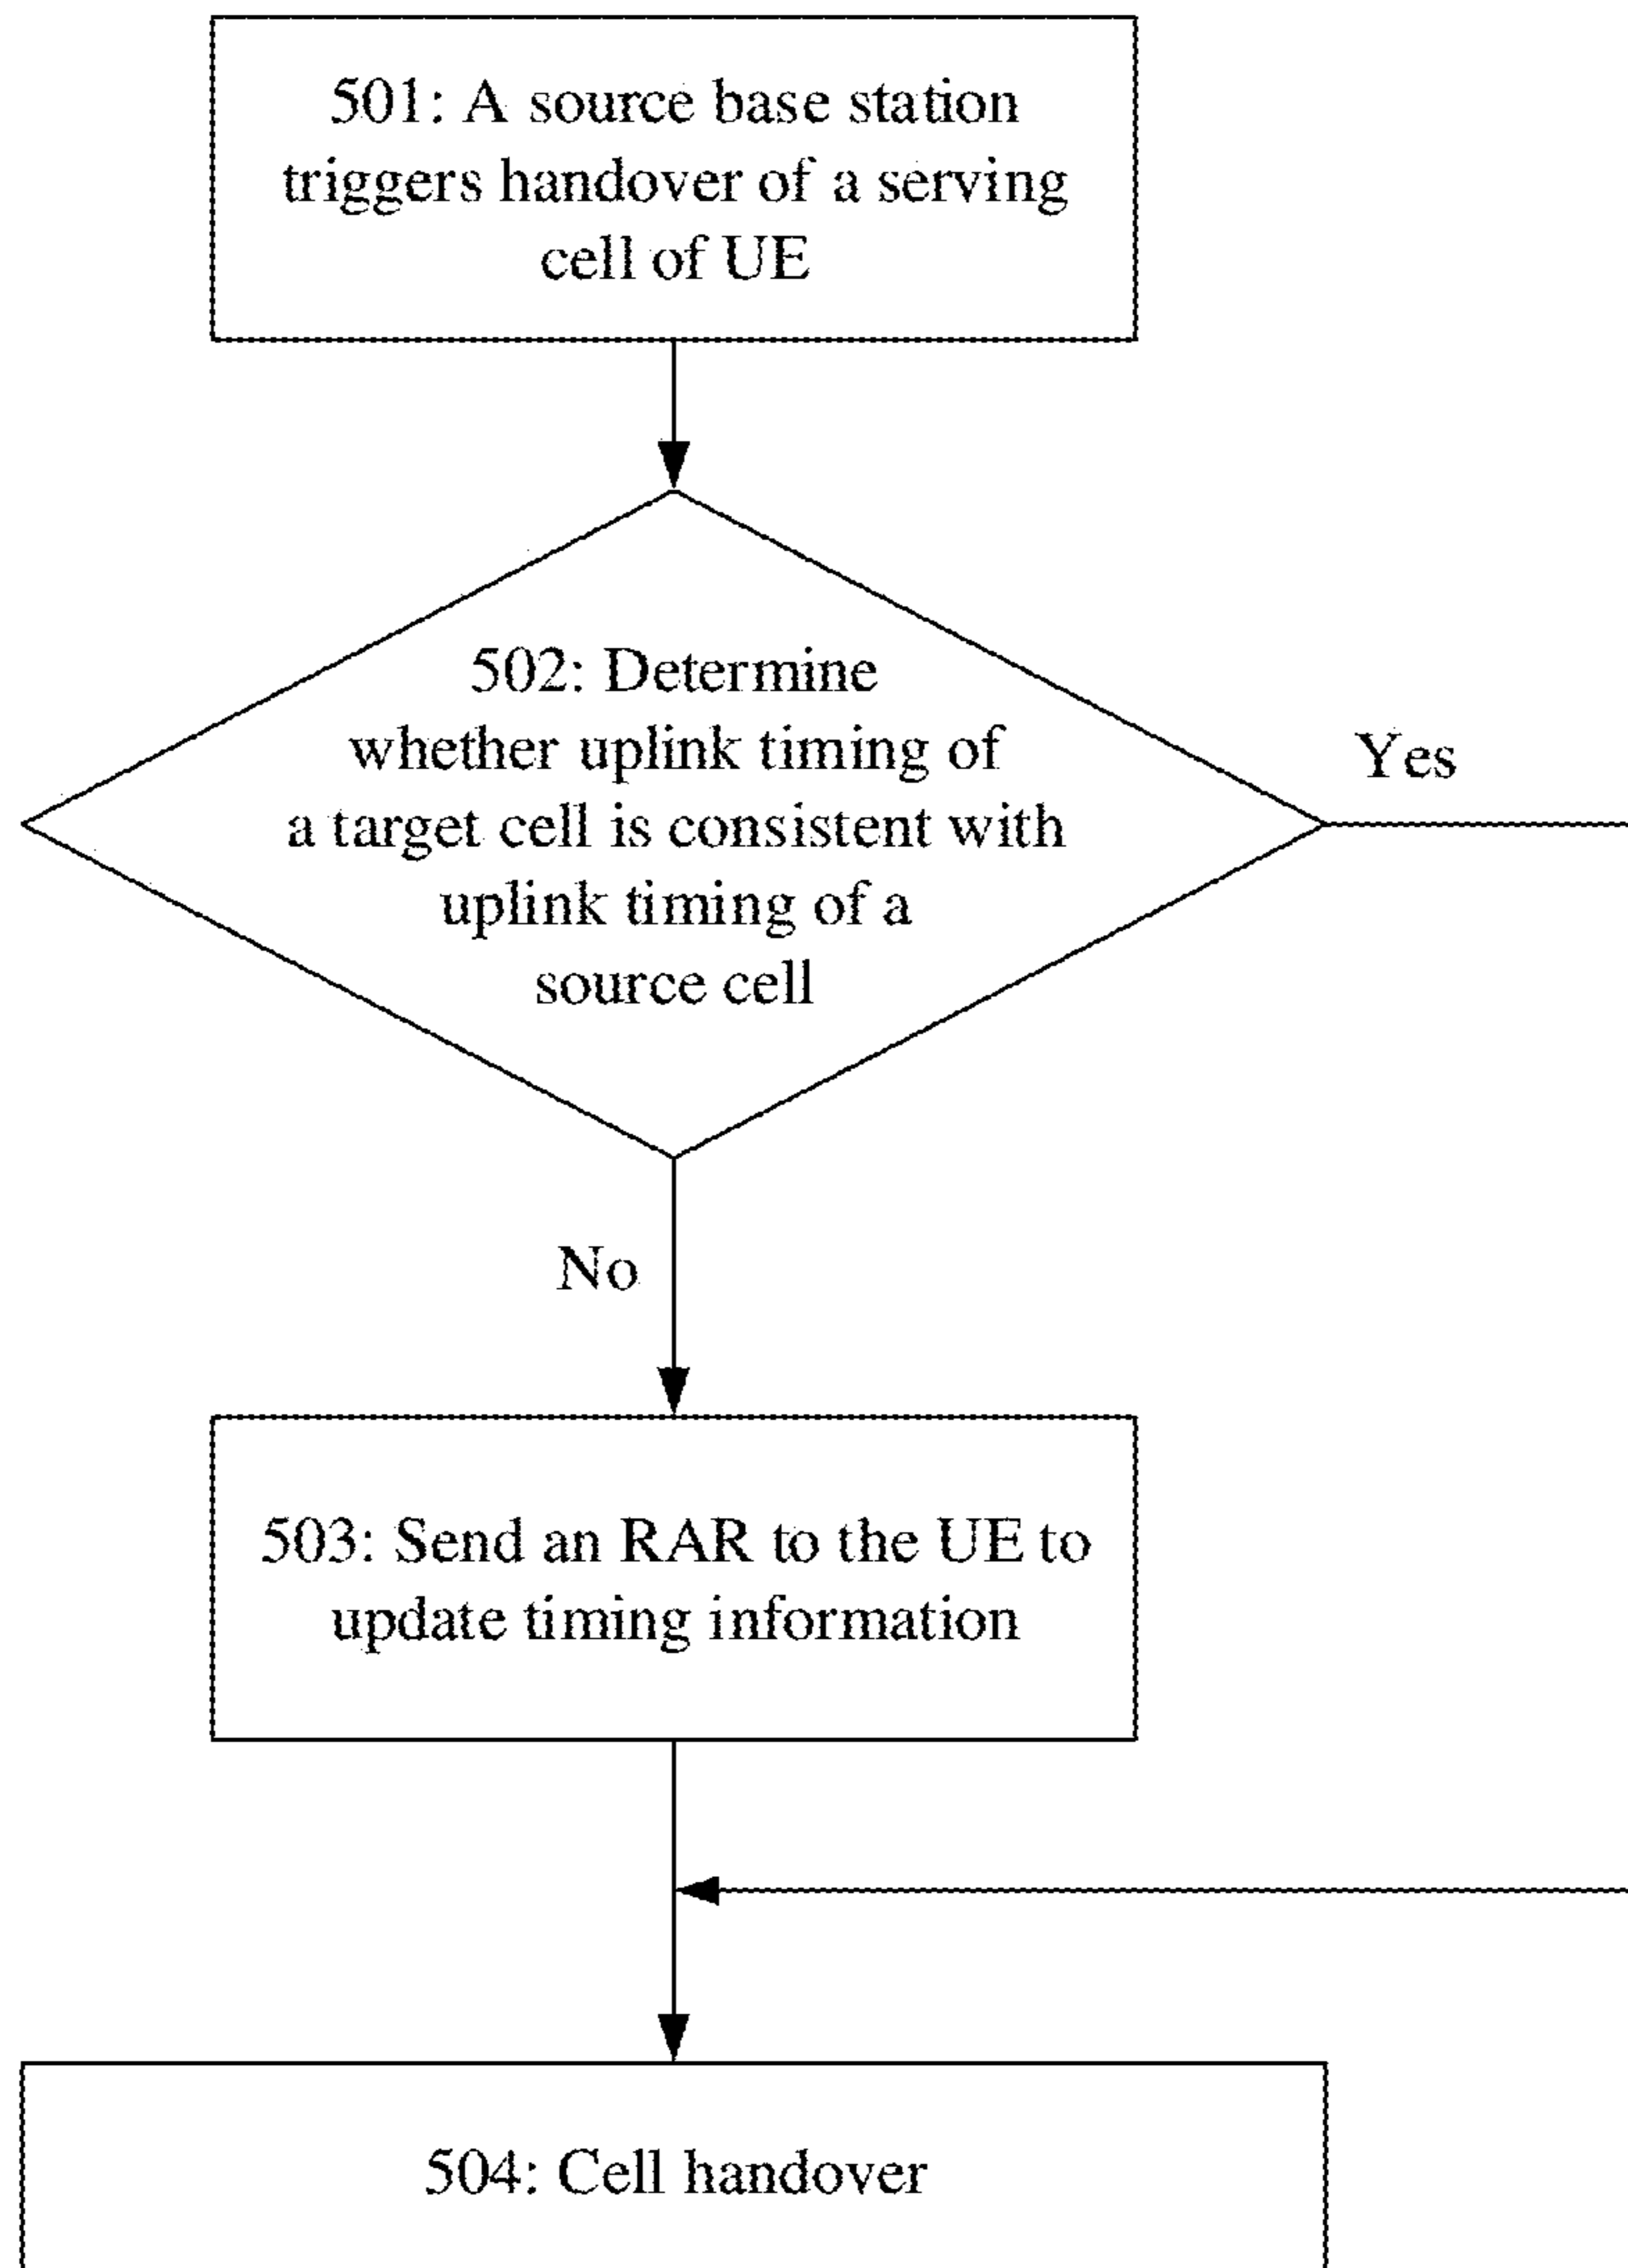 501: A source base station
triggers handover of a serving
cell of UE
502: Determine
whether uplink timing of
a target cell is consistent with
uplink timing of a
source cell
Yes
No
503: Send an RAR to the UE to
update timing information
504: Cell handover